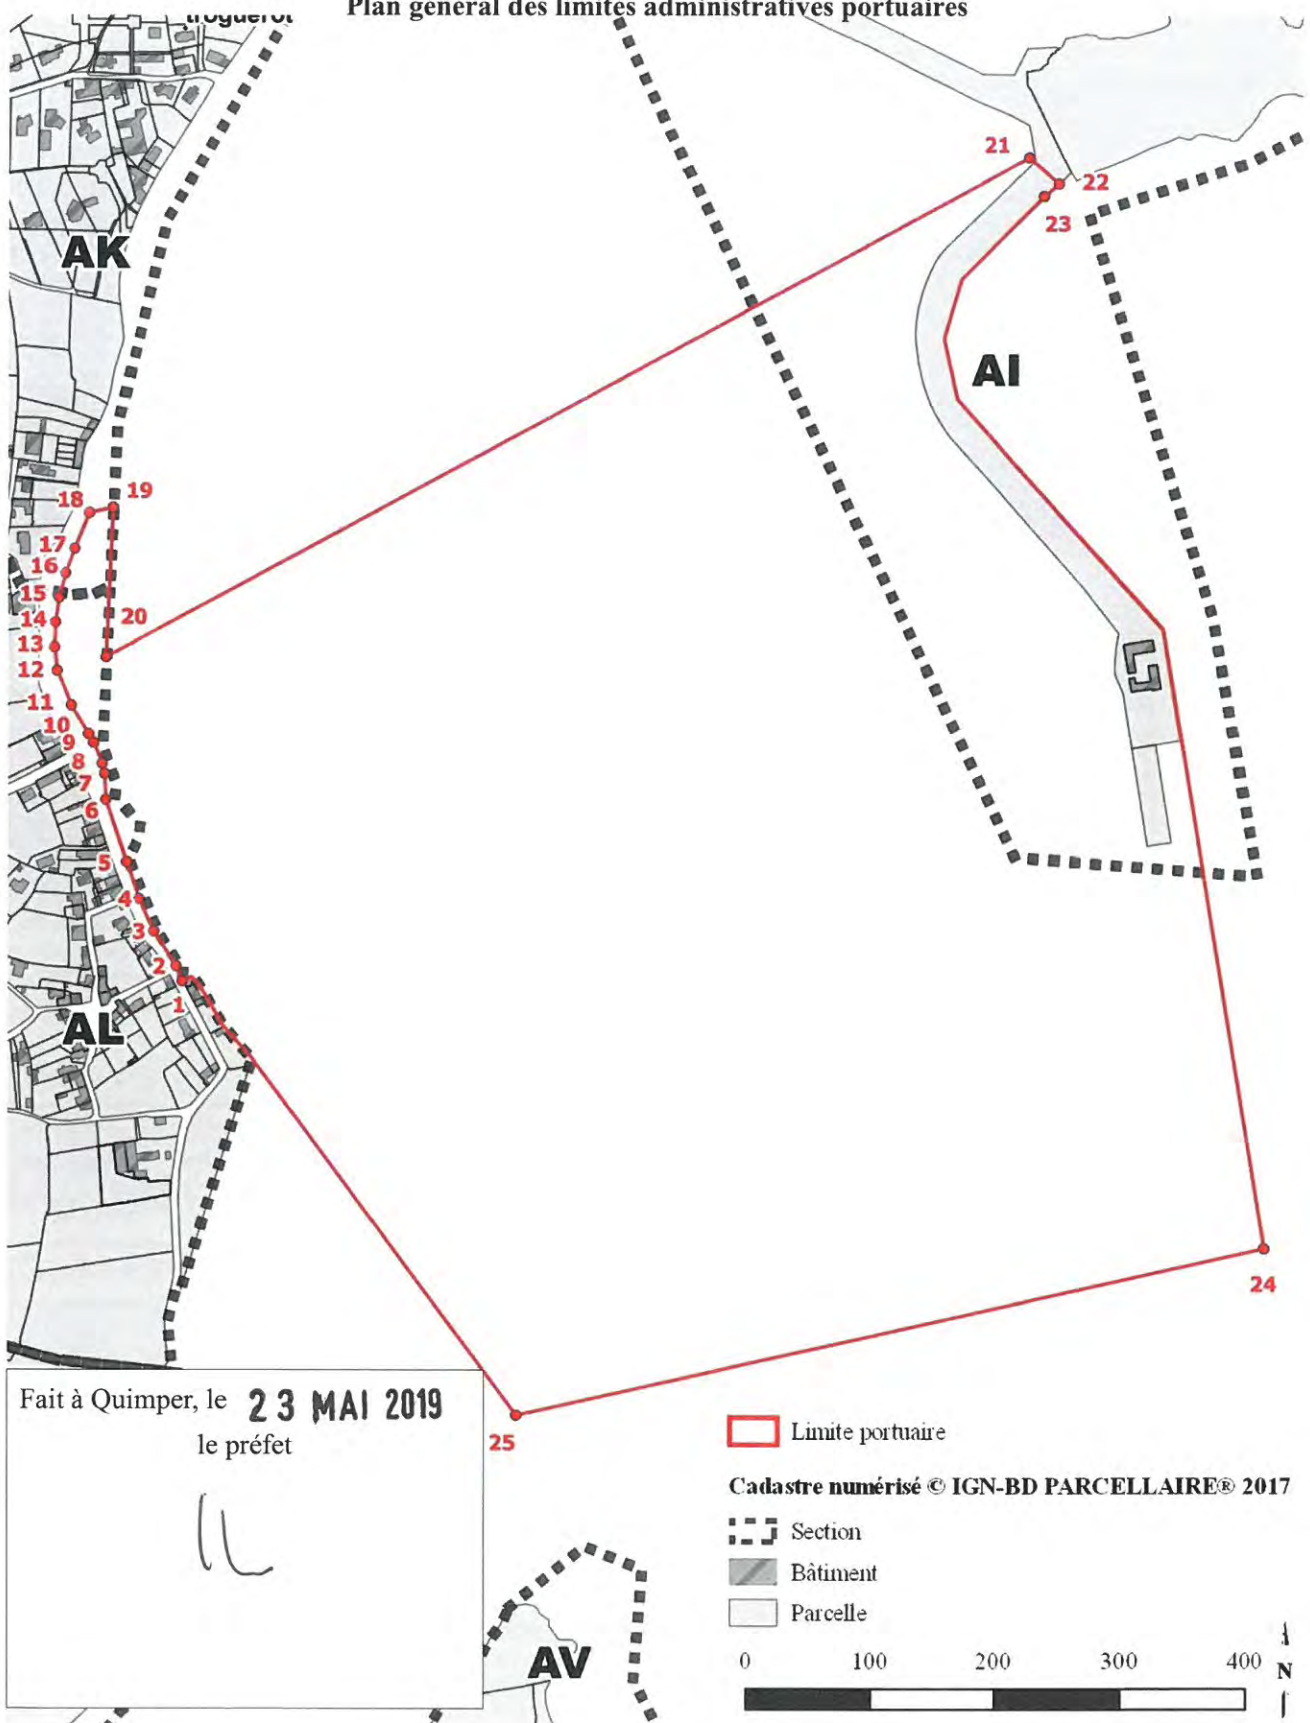 Plan général des limites administratives portuaires
troguerot
21
22
23
AK
AI
19
18
17
16
15
20
14
13
12
11
10
9
8
7
6
5
4
3
2
1
AL
24
Fait à Quimper, le 23 MAI 2019
le préfet
25
Limite portuaire
Cadastre numérisé © IGN-BD PARCELLAIRE® 2017
Section
Bâtiment
Parcelle
AV
0 100 200 300 400
N